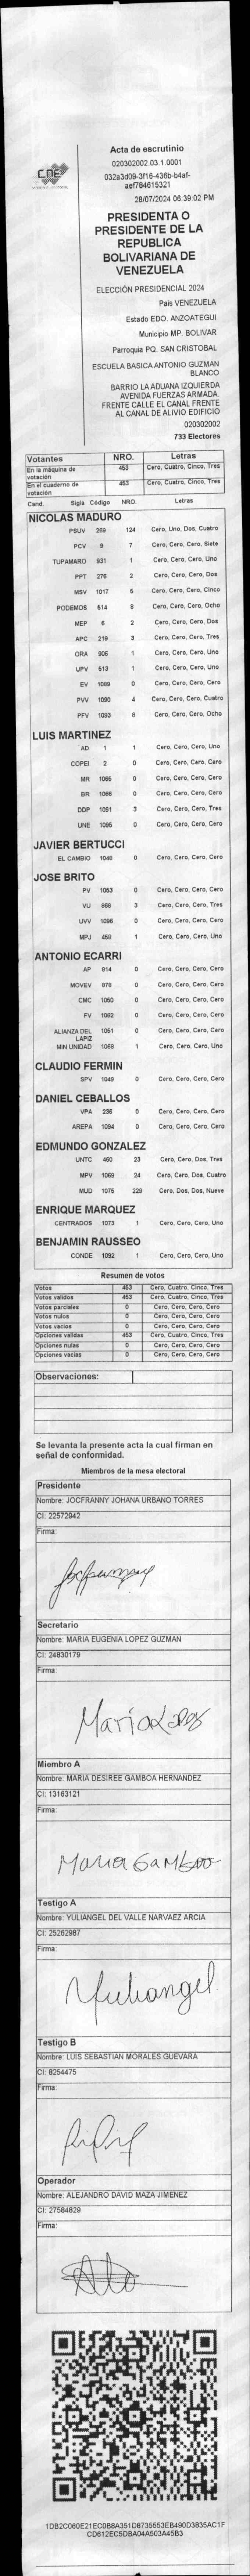 CNE
Acta de escrutinio
020302002.03.1.0001
032a3d09-3f16-436b-b4af-
aef784615321
28/07/2024 06:39:02 PM
PRESIDENTA O
PRESIDENTE DE LA
REPUBLICA
BOLIVARIANA DE
VENEZUELA
ELECCIÓN PRESIDENCIAL 2024
País VENEZUELA
Estado EDO. ANZOATEGUI
Municipio MP. BOLIVAR
Parroquia PQ. SAN CRISTOBAL
ESCUELA BASICA ANTONIO GUZMAN
BLANCO
BARRIO LA ADUANA IZQUIERDA
AVENIDA FUERZAS ARMADA.
FRENTE CALLE EL CANAL FRENTE
AL CANAL DE ALIVIO EDIFICIO
020302002
733 Electores
Votantes NRO. Letras
En la máquina de votación 453 Cero, Cuatro, Cinco, Tres
En el cuaderno de votación 453 Cero, Cuatro, Cinco, Tres
Cand. Sigla Código NRO. Letras
NICOLAS MADURO
PSUV 269 124 Cero, Uno, Dos, Cuatro
PCV 9 7 Cero, Cero, Cero, Siete
TUPAMARO 931 1 Cero, Cero, Cero, Uno
PPT 276 2 Cero, Cero, Cero, Dos
MSV 1017 5 Cero, Cero, Cero, Cinco
PODEMOS 514 8 Cero, Cero, Cero, Ocho
MEP 6 2 Cero, Cero, Cero, Dos
APC 219 3 Cero, Cero, Cero, Tres
ORA 906 1 Cero, Cero, Cero, Uno
UPV 513 1 Cero, Cero, Cero, Uno
EV 1089 0 Cero, Cero, Cero, Cero
PVV 1090 4 Cero, Cero, Cero, Cuatro
PFV 1093 8 Cero, Cero, Cero, Ocho
LUIS MARTINEZ
AD 1 1 Cero, Cero, Cero, Uno
COPEI 2 0 Cero, Cero, Cero, Cero
MR 1065 0 Cero, Cero, Cero, Cero
BR 1066 0 Cero, Cero, Cero, Cero
DDP 1091 3 Cero, Cero, Cero, Tres
UNE 1095 0 Cero, Cero, Cero, Cero
JAVIER BERTUCCI
EL CAMBIO 1048 0 Cero, Cero, Cero, Cero
JOSE BRITO
PV 1053 0 Cero, Cero, Cero, Cero
VU 868 3 Cero, Cero, Cero, Tres
UVV 1096 0 Cero, Cero, Cero, Cero
MPJ 458 1 Cero, Cero, Cero, Uno
ANTONIO ECARRI
AP 814 0 Cero, Cero, Cero, Cero
MOVEV 979 0 Cero, Cero, Cero, Cero
CMC 1050 0 Cero, Cero, Cero, Cero
FV 1082 0 Cero, Cero, Cero, Cero
ALIANZA DEL LAPIZ 1051 0 Cero, Cero, Cero, Cero
MIN UNIDAD 1068 1 Cero, Cero, Cero, Uno
CLAUDIO FERMIN
SPV 1049 0 Cero, Cero, Cero, Cero
DANIEL CEBALLOS
VPA 236 0 Cero, Cero, Cero, Cero
AREPA 1094 0 Cero, Cero, Cero, Cero
EDMUNDO GONZALEZ
UNTC 460 23 Cero, Cero, Dos, Tres
MPV 1069 24 Cero, Cero, Dos, Cuatro
MUD 1075 229 Cero, Dos, Dos, Nueve
ENRIQUE MARQUEZ
CENTRADOS 1073 1 Cero, Cero, Cero, Uno
BENJAMIN RAUSSEO
CONDE 1092 1 Cero, Cero, Cero, Uno
Resumen de votos
Votos 453 Cero, Cuatro, Cinco, Tres
Votos validos 453 Cero, Cuatro, Cinco, Tres
Votos parciales 0 Cero, Cero, Cero, Cero
Votos nulos 0 Cero, Cero, Cero, Cero
Votos vacios 0 Cero, Cero, Cero, Cero
Opciones validas 453 Cero, Cuatro, Cinco, Tres
Opciones nulas 0 Cero, Cero, Cero, Cero
Opciones vacias 0 Cero, Cero, Cero, Cero
Observaciones:
Se levanta la presente acta la cual firman en
señal de conformidad.
Miembros de la mesa electoral
Presidente
Nombre: JOCFRANNY JOHANA URBANO TORRES
CI: 22572942
Firma:
Secretario
Nombre: MARIA EUGENIA LOPEZ GUZMAN
CI: 24830179
Firma:
Maria Lopez
Miembro A
Nombre: MARIA DESIREE GAMBOA HERNANDEZ
CI: 13163121
Firma:
Maria Gamboa
Testigo A
Nombre: YULIANGEL DEL VALLE NARVAEZ ARCIA
CI: 25262987
Firma:
Yuliangel
Testigo B
Nombre: LUIS SEBASTIAN MORALES GUEVARA
CI: 8254475
Firma:
Operador
Nombre: ALEJANDRO DAVID MAZA JIMENEZ
CI: 27584829
Firma:
1DB2C060E21EC0B8A351D8735553EB490D3835AC1F
CD612EC5DBA04A503A45B3